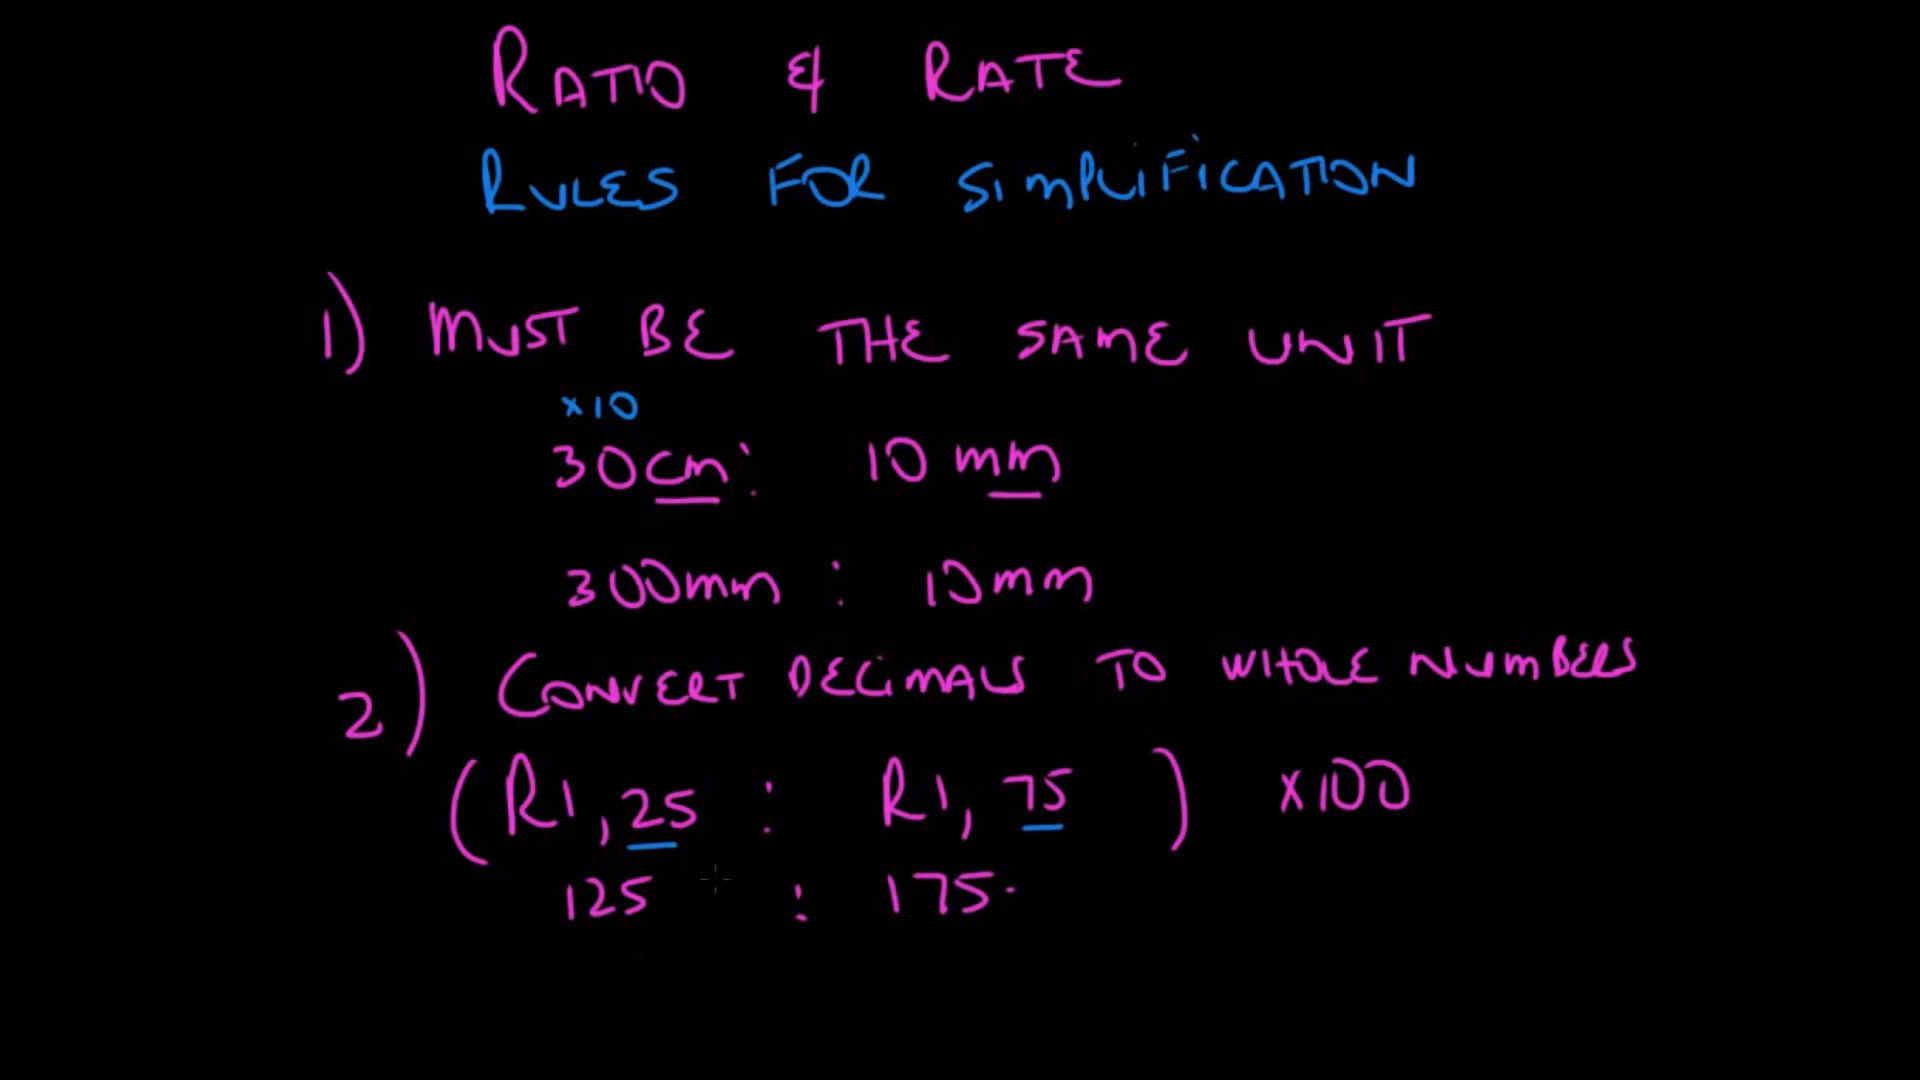 RATIO & RATE
RULES FOR SIMPLIFICATION
1) MUST BE THE SAME UNIT
×10
30cm : 10 mm
300mm : 10mm
2) CONVERT DECIMALS TO WHOLE NUMBERS
(R1,25 : R1,75) ×100
125 : 175.